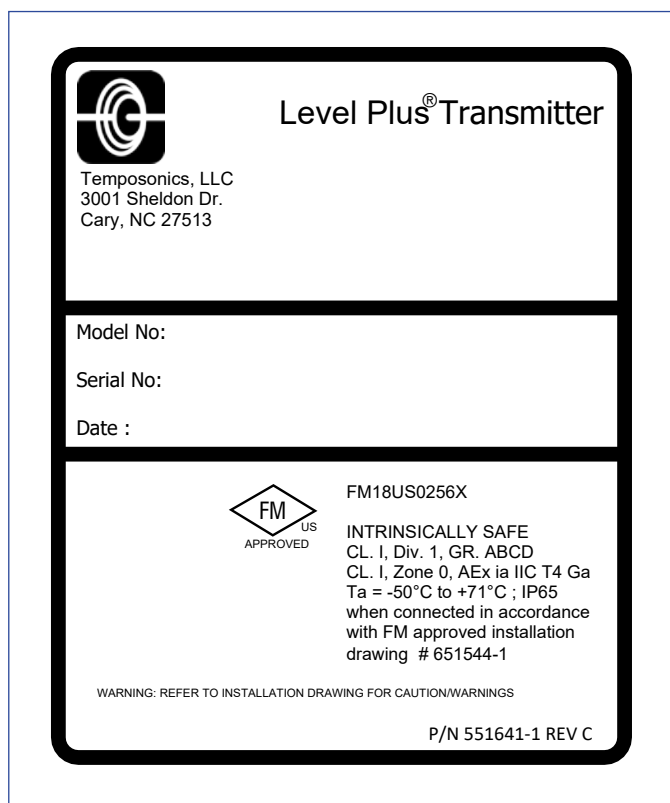 Level Plus® Transmitter
Temposonics, LLC
3001 Sheldon Dr.
Cary, NC 27513
Model No:
Serial No:
Date :
FM
US
APPROVED
FM18US0256X
INTRINSICALLY SAFE
CL. I, Div. 1, GR. ABCD
CL. I, Zone 0, AEx ia IIC T4 Ga
Ta = -50°C to +71°C ; IP65
when connected in accordance
with FM approved installation
drawing # 651544-1
WARNING: REFER TO INSTALLATION DRAWING FOR CAUTION/WARNINGS
P/N 551641-1 REV C